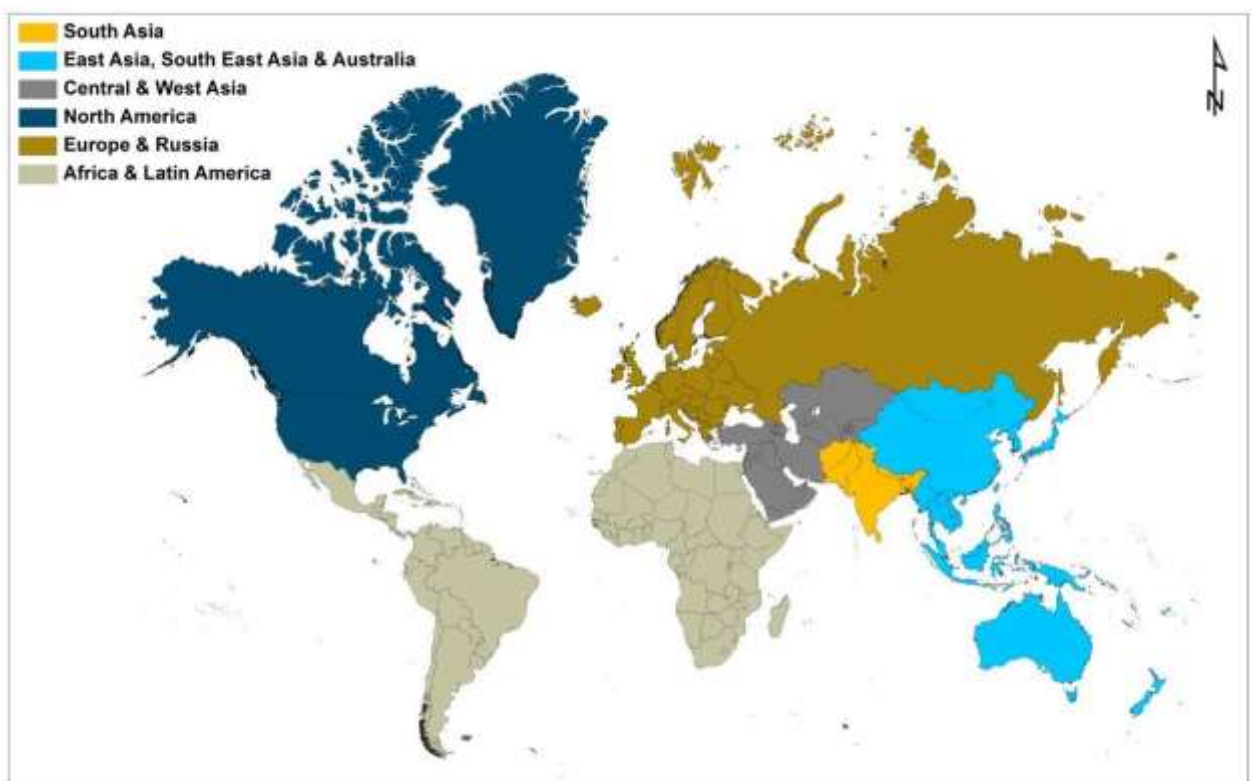 South Asia
East Asia, South East Asia & Australia
Central & West Asia
North America
Europe & Russia
Africa & Latin America
N